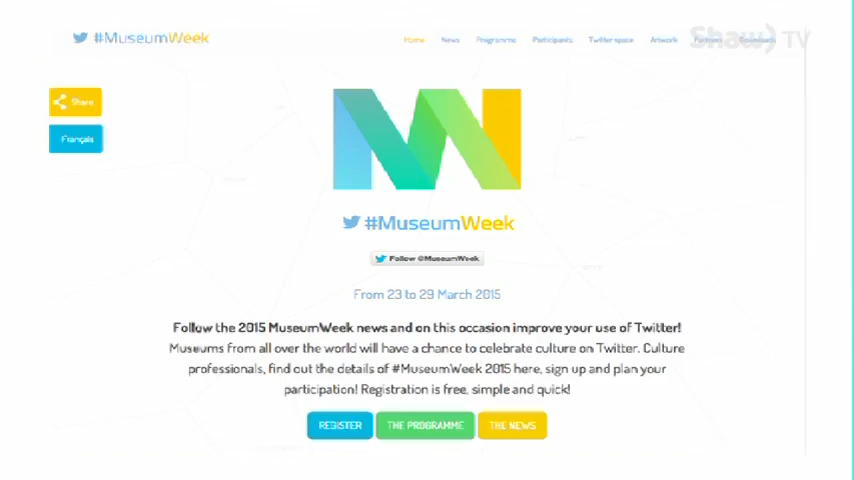 #MuseumWeek
Home News Programme Participants Twitter space Artwork Partners Downloads
Shaw) TV
Share
Français
#MuseumWeek
Follow @MuseumWeek
From 23 to 29 March 2015
Follow the 2015 MuseumWeek news and on this occasion improve your use of Twitter!
Museums from all over the world will have a chance to celebrate culture on Twitter. Culture
professionals, find out the details of #MuseumWeek 2015 here, sign up and plan your
participation! Registration is free, simple and quick!
REGISTER THE PROGRAMME THE NEWS